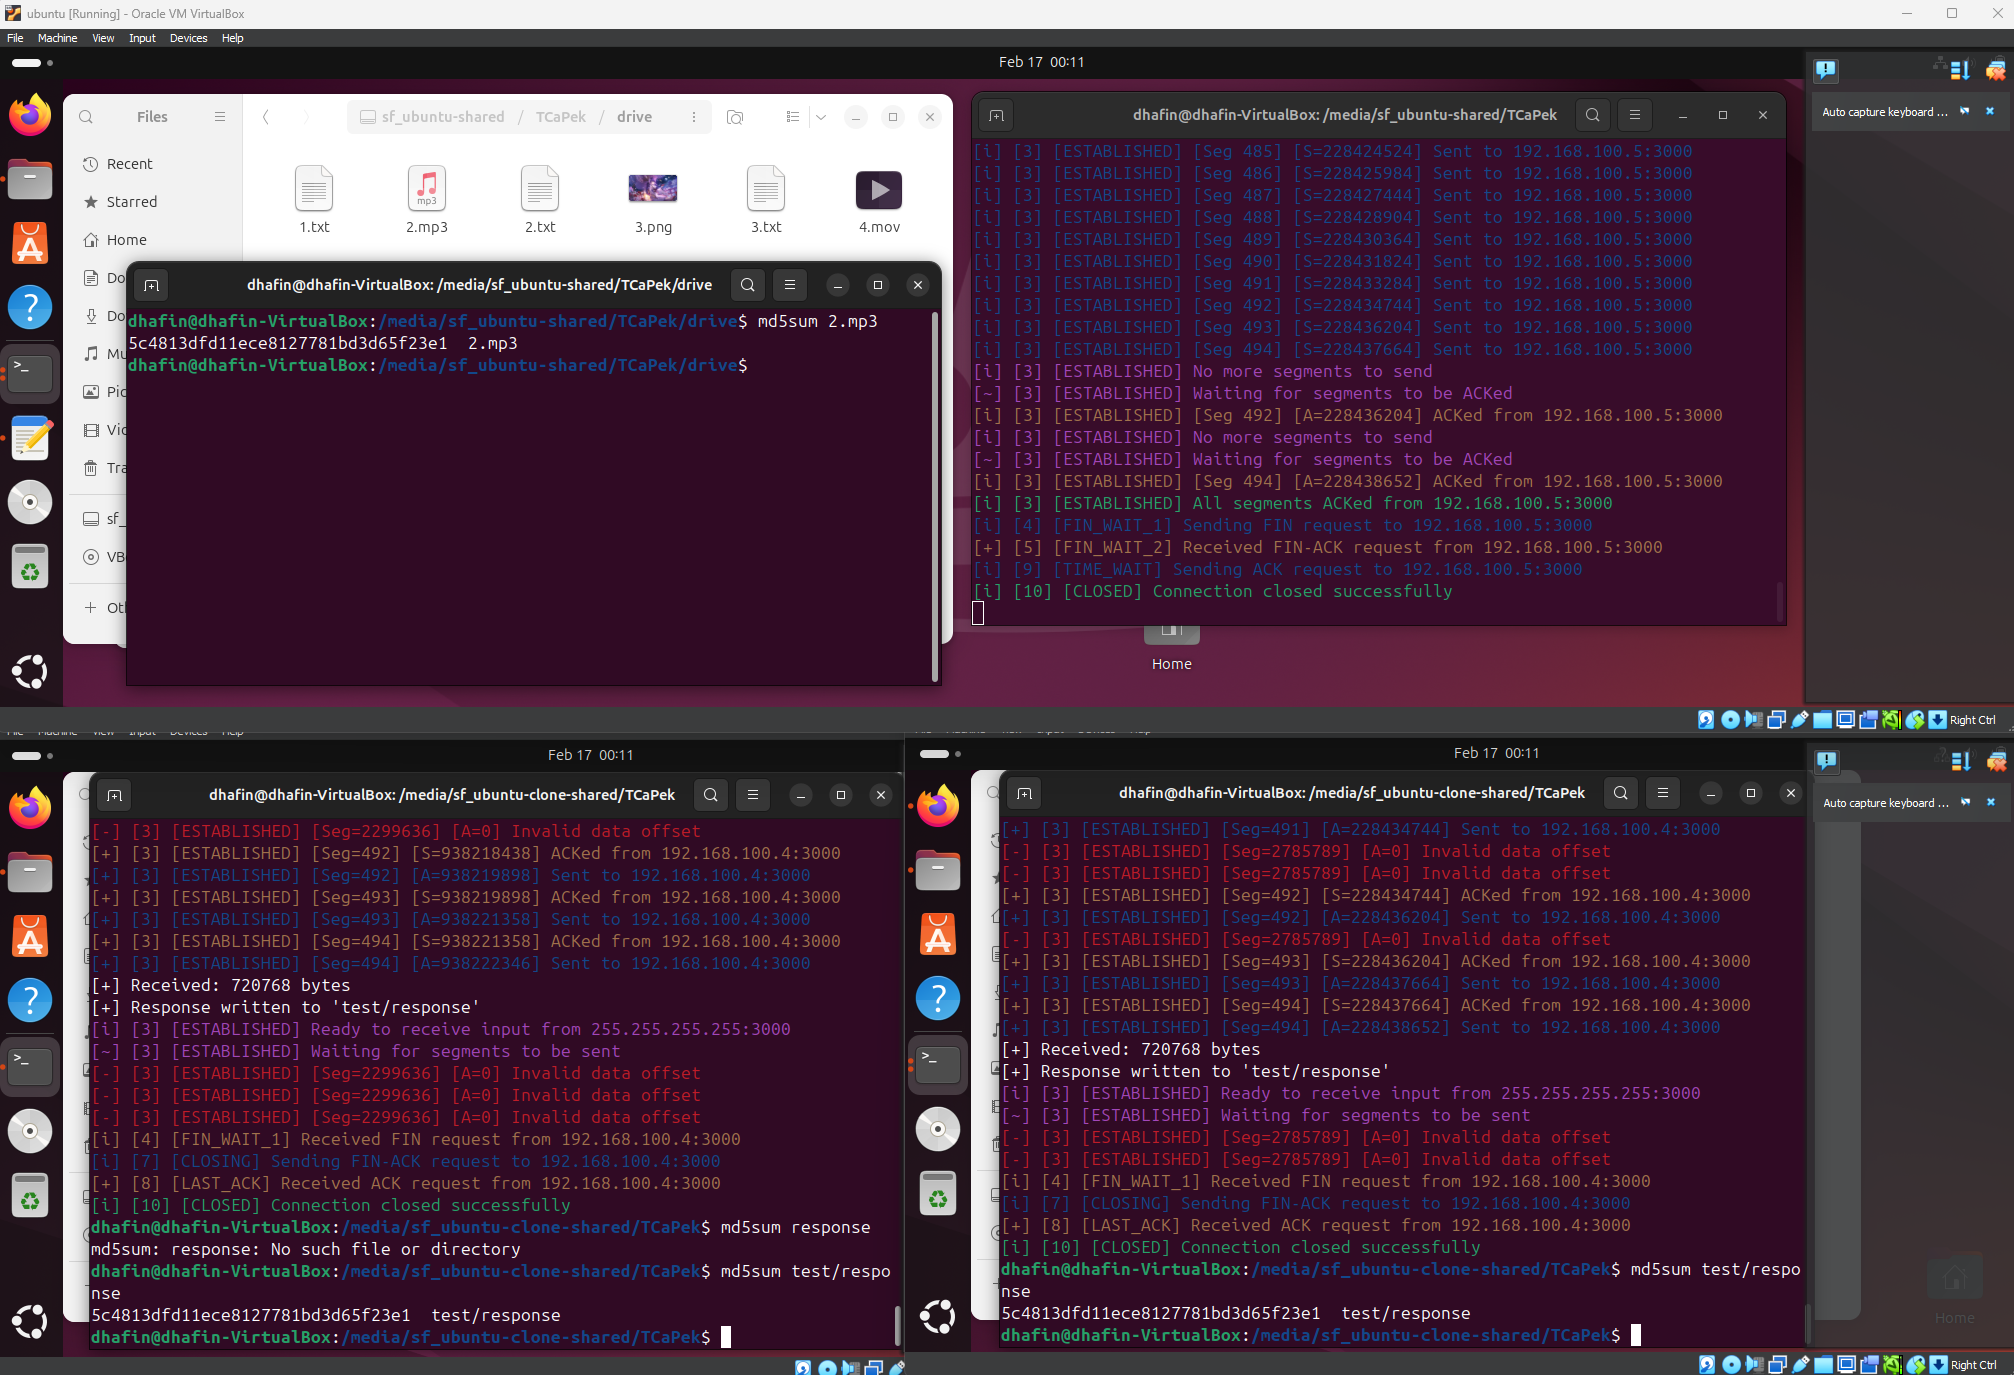 ubuntu [Running] - Oracle VM VirtualBox
File Machine View Input Devices Help
Feb 17 00:11
Files
sf_ubuntu-shared / TCaPek / drive
Recent
Starred
Home
Do
Do
Mu
Pic
Vid
Tra
sf_
VB
Oth
1.txt
mp3
2.mp3
2.txt
3.png
3.txt
4.mov
dhafin@dhafin-VirtualBox: /media/sf_ubuntu-shared/TCaPek/drive
dhafin@dhafin-VirtualBox:/media/sf_ubuntu-shared/TCaPek/drive$ md5sum 2.mp3
5c4813dfd11ece8127781bd3d65f23e1  2.mp3
dhafin@dhafin-VirtualBox:/media/sf_ubuntu-shared/TCaPek/drive$
dhafin@dhafin-VirtualBox: /media/sf_ubuntu-shared/TCaPek
[i] [3] [ESTABLISHED] [Seg 485] [S=228424524] Sent to 192.168.100.5:3000
[i] [3] [ESTABLISHED] [Seg 486] [S=228425984] Sent to 192.168.100.5:3000
[i] [3] [ESTABLISHED] [Seg 487] [S=228427444] Sent to 192.168.100.5:3000
[i] [3] [ESTABLISHED] [Seg 488] [S=228428904] Sent to 192.168.100.5:3000
[i] [3] [ESTABLISHED] [Seg 489] [S=228430364] Sent to 192.168.100.5:3000
[i] [3] [ESTABLISHED] [Seg 490] [S=228431824] Sent to 192.168.100.5:3000
[i] [3] [ESTABLISHED] [Seg 491] [S=228433284] Sent to 192.168.100.5:3000
[i] [3] [ESTABLISHED] [Seg 492] [S=228434744] Sent to 192.168.100.5:3000
[i] [3] [ESTABLISHED] [Seg 493] [S=228436204] Sent to 192.168.100.5:3000
[i] [3] [ESTABLISHED] [Seg 494] [S=228437664] Sent to 192.168.100.5:3000
[i] [3] [ESTABLISHED] No more segments to send
[~] [3] [ESTABLISHED] Waiting for segments to be ACKed
[i] [3] [ESTABLISHED] [Seg 492] [A=228436204] ACKed from 192.168.100.5:3000
[i] [3] [ESTABLISHED] No more segments to send
[~] [3] [ESTABLISHED] Waiting for segments to be ACKed
[i] [3] [ESTABLISHED] [Seg 494] [A=228438652] ACKed from 192.168.100.5:3000
[i] [3] [ESTABLISHED] All segments ACKed from 192.168.100.5:3000
[i] [4] [FIN_WAIT_1] Sending FIN request to 192.168.100.5:3000
[+] [5] [FIN_WAIT_2] Received FIN-ACK request from 192.168.100.5:3000
[i] [9] [TIME_WAIT] Sending ACK request to 192.168.100.5:3000
[i] [10] [CLOSED] Connection closed successfully
Home
Auto capture keyboard ...
Right Ctrl
Feb 17 00:11
dhafin@dhafin-VirtualBox: /media/sf_ubuntu-clone-shared/TCaPek
[-] [3] [ESTABLISHED] [Seg=2299636] [A=0] Invalid data offset
[+] [3] [ESTABLISHED] [Seg=492] [S=938218438] ACKed from 192.168.100.4:3000
[+] [3] [ESTABLISHED] [Seg=492] [A=938219898] Sent to 192.168.100.4:3000
[+] [3] [ESTABLISHED] [Seg=493] [S=938219898] ACKed from 192.168.100.4:3000
[+] [3] [ESTABLISHED] [Seg=493] [A=938221358] Sent to 192.168.100.4:3000
[+] [3] [ESTABLISHED] [Seg=494] [S=938221358] ACKed from 192.168.100.4:3000
[+] [3] [ESTABLISHED] [Seg=494] [A=938222346] Sent to 192.168.100.4:3000
[+] Received: 720768 bytes
[+] Response written to 'test/response'
[i] [3] [ESTABLISHED] Ready to receive input from 255.255.255.255:3000
[~] [3] [ESTABLISHED] Waiting for segments to be sent
[-] [3] [ESTABLISHED] [Seg=2299636] [A=0] Invalid data offset
[-] [3] [ESTABLISHED] [Seg=2299636] [A=0] Invalid data offset
[-] [3] [ESTABLISHED] [Seg=2299636] [A=0] Invalid data offset
[i] [4] [FIN_WAIT_1] Received FIN request from 192.168.100.4:3000
[i] [7] [CLOSING] Sending FIN-ACK request to 192.168.100.4:3000
[+] [8] [LAST_ACK] Received ACK request from 192.168.100.4:3000
[i] [10] [CLOSED] Connection closed successfully
dhafin@dhafin-VirtualBox:/media/sf_ubuntu-clone-shared/TCaPek$ md5sum response
md5sum: response: No such file or directory
dhafin@dhafin-VirtualBox:/media/sf_ubuntu-clone-shared/TCaPek$ md5sum test/respo
nse
5c4813dfd11ece8127781bd3d65f23e1  test/response
dhafin@dhafin-VirtualBox:/media/sf_ubuntu-clone-shared/TCaPek$
Feb 17 00:11
dhafin@dhafin-VirtualBox: /media/sf_ubuntu-clone-shared/TCaPek
[+] [3] [ESTABLISHED] [Seg=491] [A=228434744] Sent to 192.168.100.4:3000
[-] [3] [ESTABLISHED] [Seg=2785789] [A=0] Invalid data offset
[-] [3] [ESTABLISHED] [Seg=2785789] [A=0] Invalid data offset
[+] [3] [ESTABLISHED] [Seg=492] [S=228434744] ACKed from 192.168.100.4:3000
[+] [3] [ESTABLISHED] [Seg=492] [A=228436204] Sent to 192.168.100.4:3000
[-] [3] [ESTABLISHED] [Seg=2785789] [A=0] Invalid data offset
[+] [3] [ESTABLISHED] [Seg=493] [S=228436204] ACKed from 192.168.100.4:3000
[+] [3] [ESTABLISHED] [Seg=493] [A=228437664] Sent to 192.168.100.4:3000
[+] [3] [ESTABLISHED] [Seg=494] [S=228437664] ACKed from 192.168.100.4:3000
[+] [3] [ESTABLISHED] [Seg=494] [A=228438652] Sent to 192.168.100.4:3000
[+] Received: 720768 bytes
[+] Response written to 'test/response'
[i] [3] [ESTABLISHED] Ready to receive input from 255.255.255.255:3000
[~] [3] [ESTABLISHED] Waiting for segments to be sent
[-] [3] [ESTABLISHED] [Seg=2785789] [A=0] Invalid data offset
[-] [3] [ESTABLISHED] [Seg=2785789] [A=0] Invalid data offset
[i] [4] [FIN_WAIT_1] Received FIN request from 192.168.100.4:3000
[i] [7] [CLOSING] Sending FIN-ACK request to 192.168.100.4:3000
[+] [8] [LAST_ACK] Received ACK request from 192.168.100.4:3000
[i] [10] [CLOSED] Connection closed successfully
dhafin@dhafin-VirtualBox:/media/sf_ubuntu-clone-shared/TCaPek$ md5sum test/respo
nse
5c4813dfd11ece8127781bd3d65f23e1  test/response
dhafin@dhafin-VirtualBox:/media/sf_ubuntu-clone-shared/TCaPek$
Auto capture keyboard ...
Home
Right Ctrl